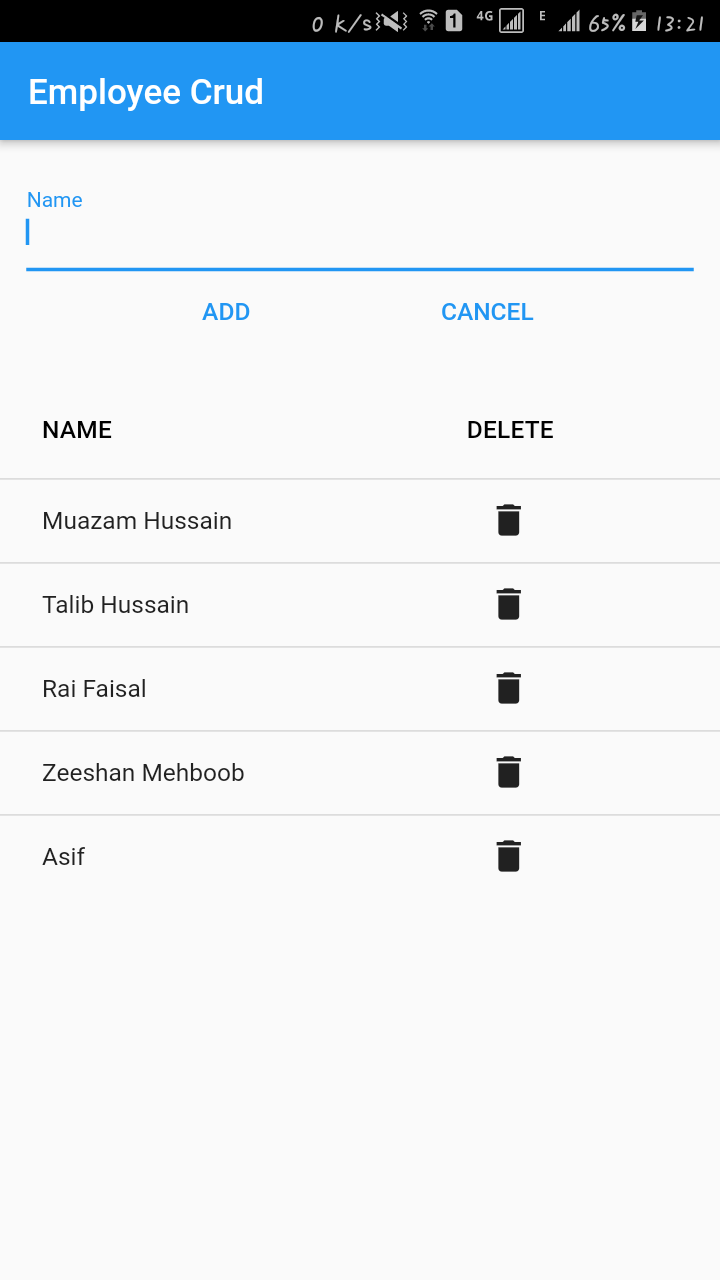 0 k/s 1 4G E 65% 13:21
Employee Crud
Name
ADD CANCEL
NAME DELETE
Muazam Hussain
Talib Hussain
Rai Faisal
Zeeshan Mehboob
Asif